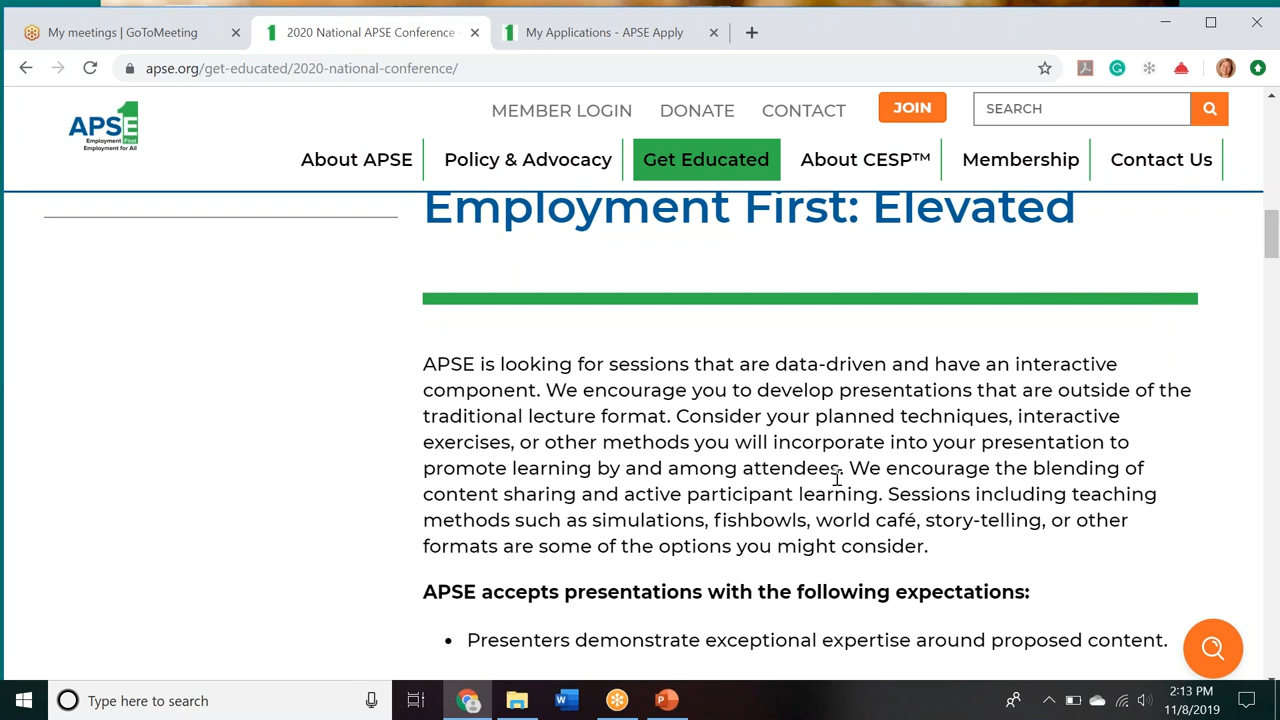 My meetings | GoToMeeting
2020 National APSE Conference
My Applications - APSE Apply
apse.org/get-educated/2020-national-conference/
MEMBER LOGIN DONATE CONTACT JOIN SEARCH
APSE
Employment First
Employment for All
About APSE Policy & Advocacy Get Educated About CESP™ Membership Contact Us
Employment First: Elevated
APSE is looking for sessions that are data-driven and have an interactive
component. We encourage you to develop presentations that are outside of the
traditional lecture format. Consider your planned techniques, interactive
exercises, or other methods you will incorporate into your presentation to
promote learning by and among attendees. We encourage the blending of
content sharing and active participant learning. Sessions including teaching
methods such as simulations, fishbowls, world café, story-telling, or other
formats are some of the options you might consider.
APSE accepts presentations with the following expectations:
• Presenters demonstrate exceptional expertise around proposed content.
Type here to search
2:13 PM
11/8/2019